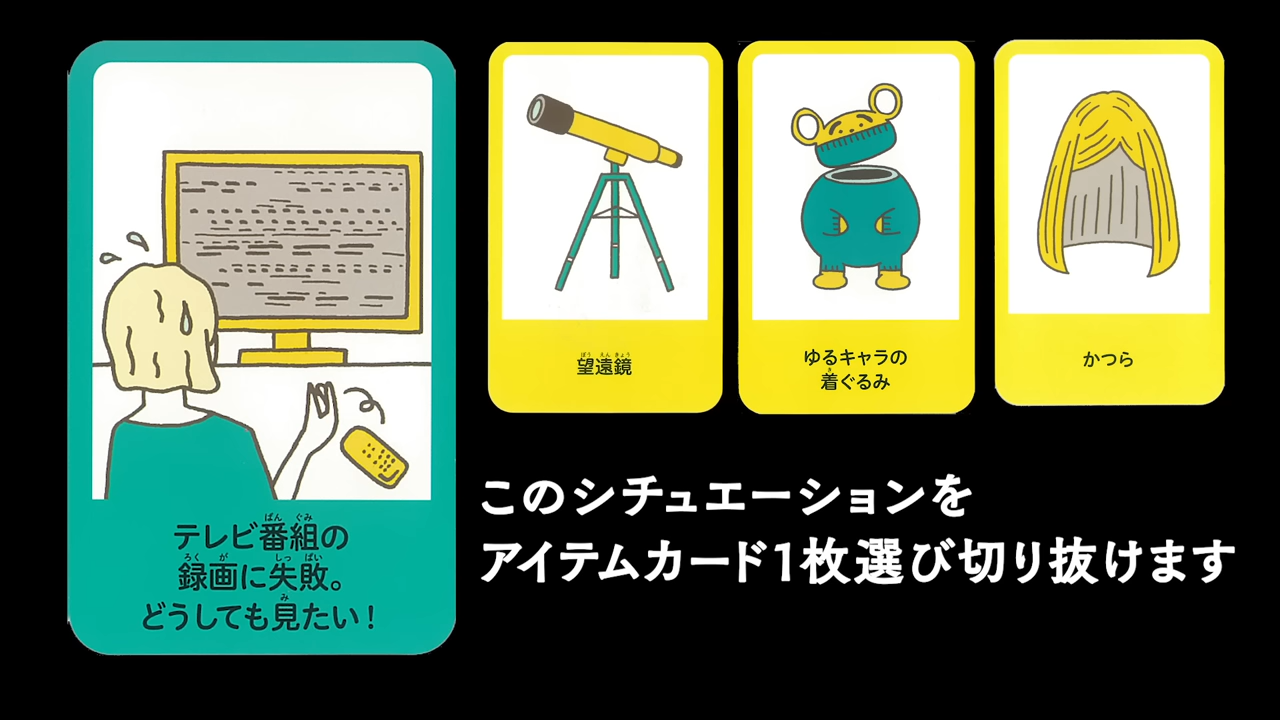 テレビ番組の
録画に失敗。
どうしても見たい!
望遠鏡
ゆるキャラの
着ぐるみ
かつら
このシチュエーションを
アイテムカード1枚選び切り抜けます